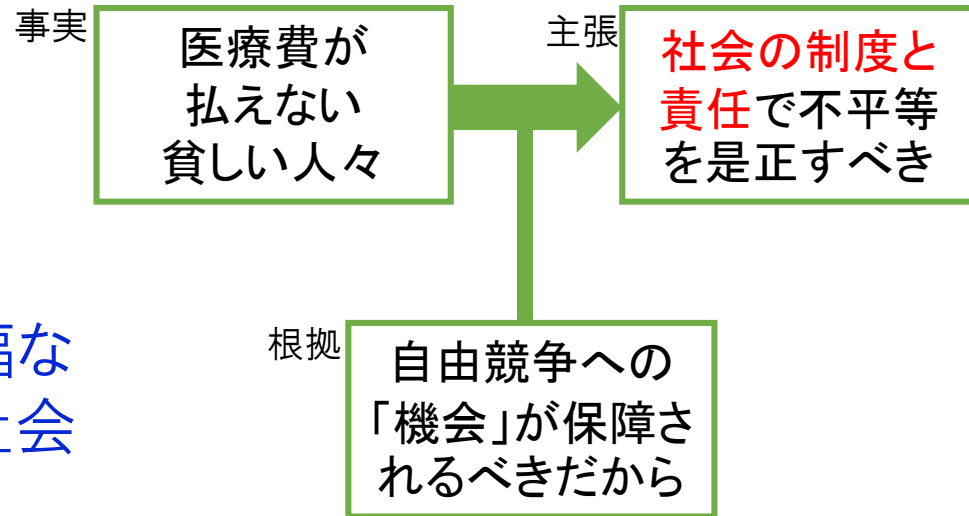 事実
医療費が
払えない
貧しい人々
主張
社会の制度と
責任で不平等
を是正すべき
根拠
自由競争への
「機会」が保障さ
れるべきだから
な
会